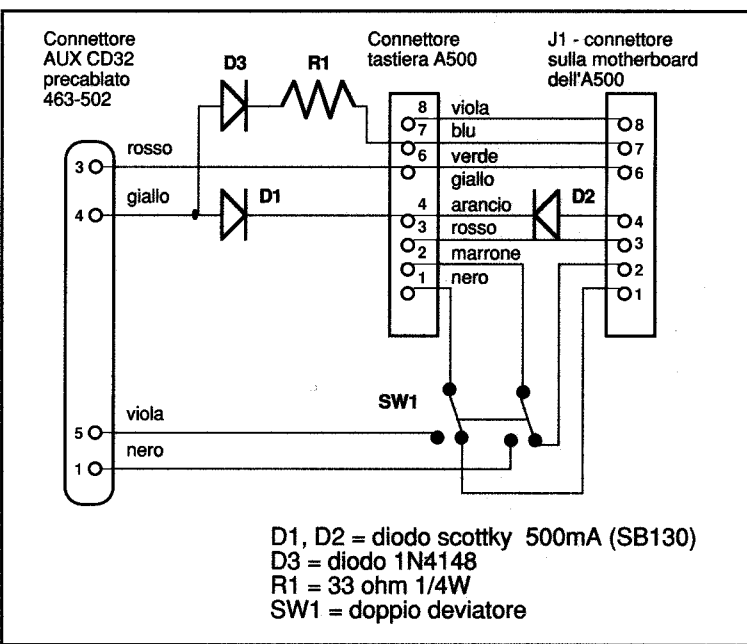 Connettore
AUX CD32
precablato
463-502
D3
R1
Connettore
tastiera A500
J1 - connettore
sulla motherboard
dell'A500
3
rosso
4
giallo
D1
8
viola
7
blu
6
verde
giallo
4
arancio
3
rosso
2
marrone
1
nero
D2
8
7
6
4
3
2
1
SW1
5
viola
1
nero
D1, D2 = diodo scottky 500mA (SB130)
D3 = diodo 1N4148
R1 = 33 ohm 1/4W
SW1 = doppio deviatore